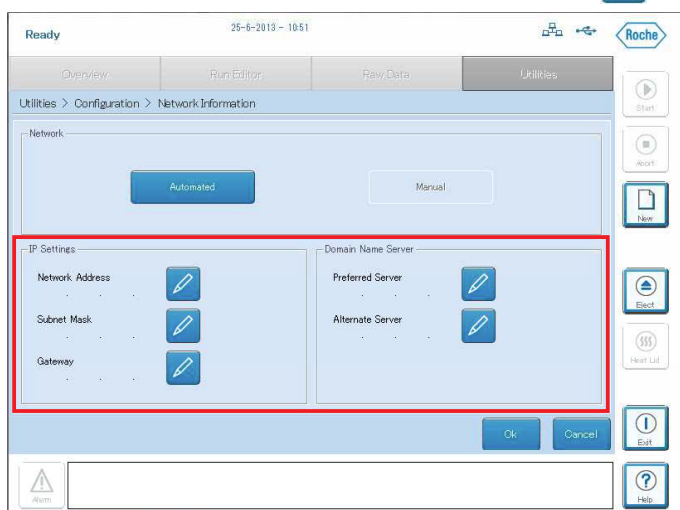 Ready
25-6-2013 - 10:51
Roche
Overview
Run Editor
Raw Data
Utilities
Utilities > Configuration > Network Information
Start
Network
Automated
Manual
Abort
New
IP Settings
Domain Name Server
Network Address
. . .
Preferred Server
. . .
Eject
Subnet Mask
. . .
Alternate Server
. . .
Gateway
. . .
Heat Lid
Ok
Cancel
Exit
Alarm
Help